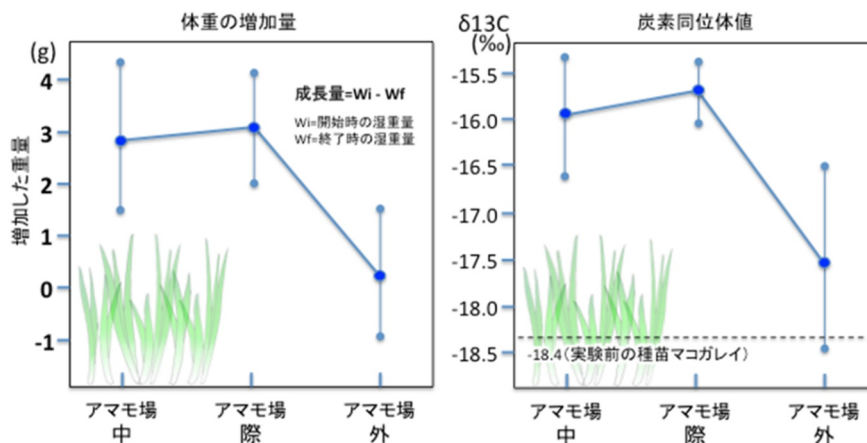 体重の増加量
(g)
4
3
2
1
0
-1
増加した重量
成長量=Wi - Wf
Wi=開始時の湿重量
Wf=終了時の湿重量
アマモ場
中
アマモ場
際
アマモ場
外
炭素同位体値
δ13C
(‰)
-15.5
-16.0
-16.5
-17.0
-17.5
-18.0
-18.5
-18.4(実験前の種苗マコガレイ)
アマモ場
中
アマモ場
際
アマモ場
外